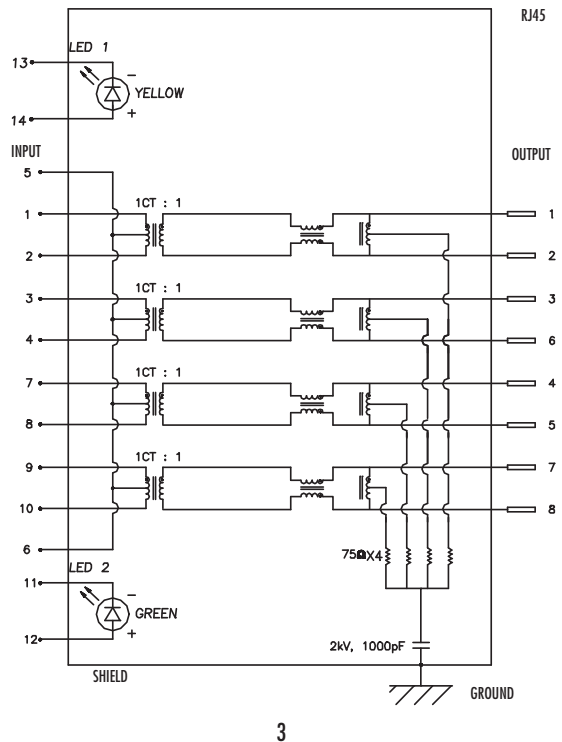 RJ45
LED 1
13
−
YELLOW
+
14
INPUT
OUTPUT
5
1CT : 1
1
1
2
2
1CT : 1
3
3
4
6
1CT : 1
7
4
8
5
1CT : 1
9
7
10
8
6
75ΩX4
LED 2
11
−
GREEN
+
12
2kV, 1000pF
SHIELD
GROUND
3